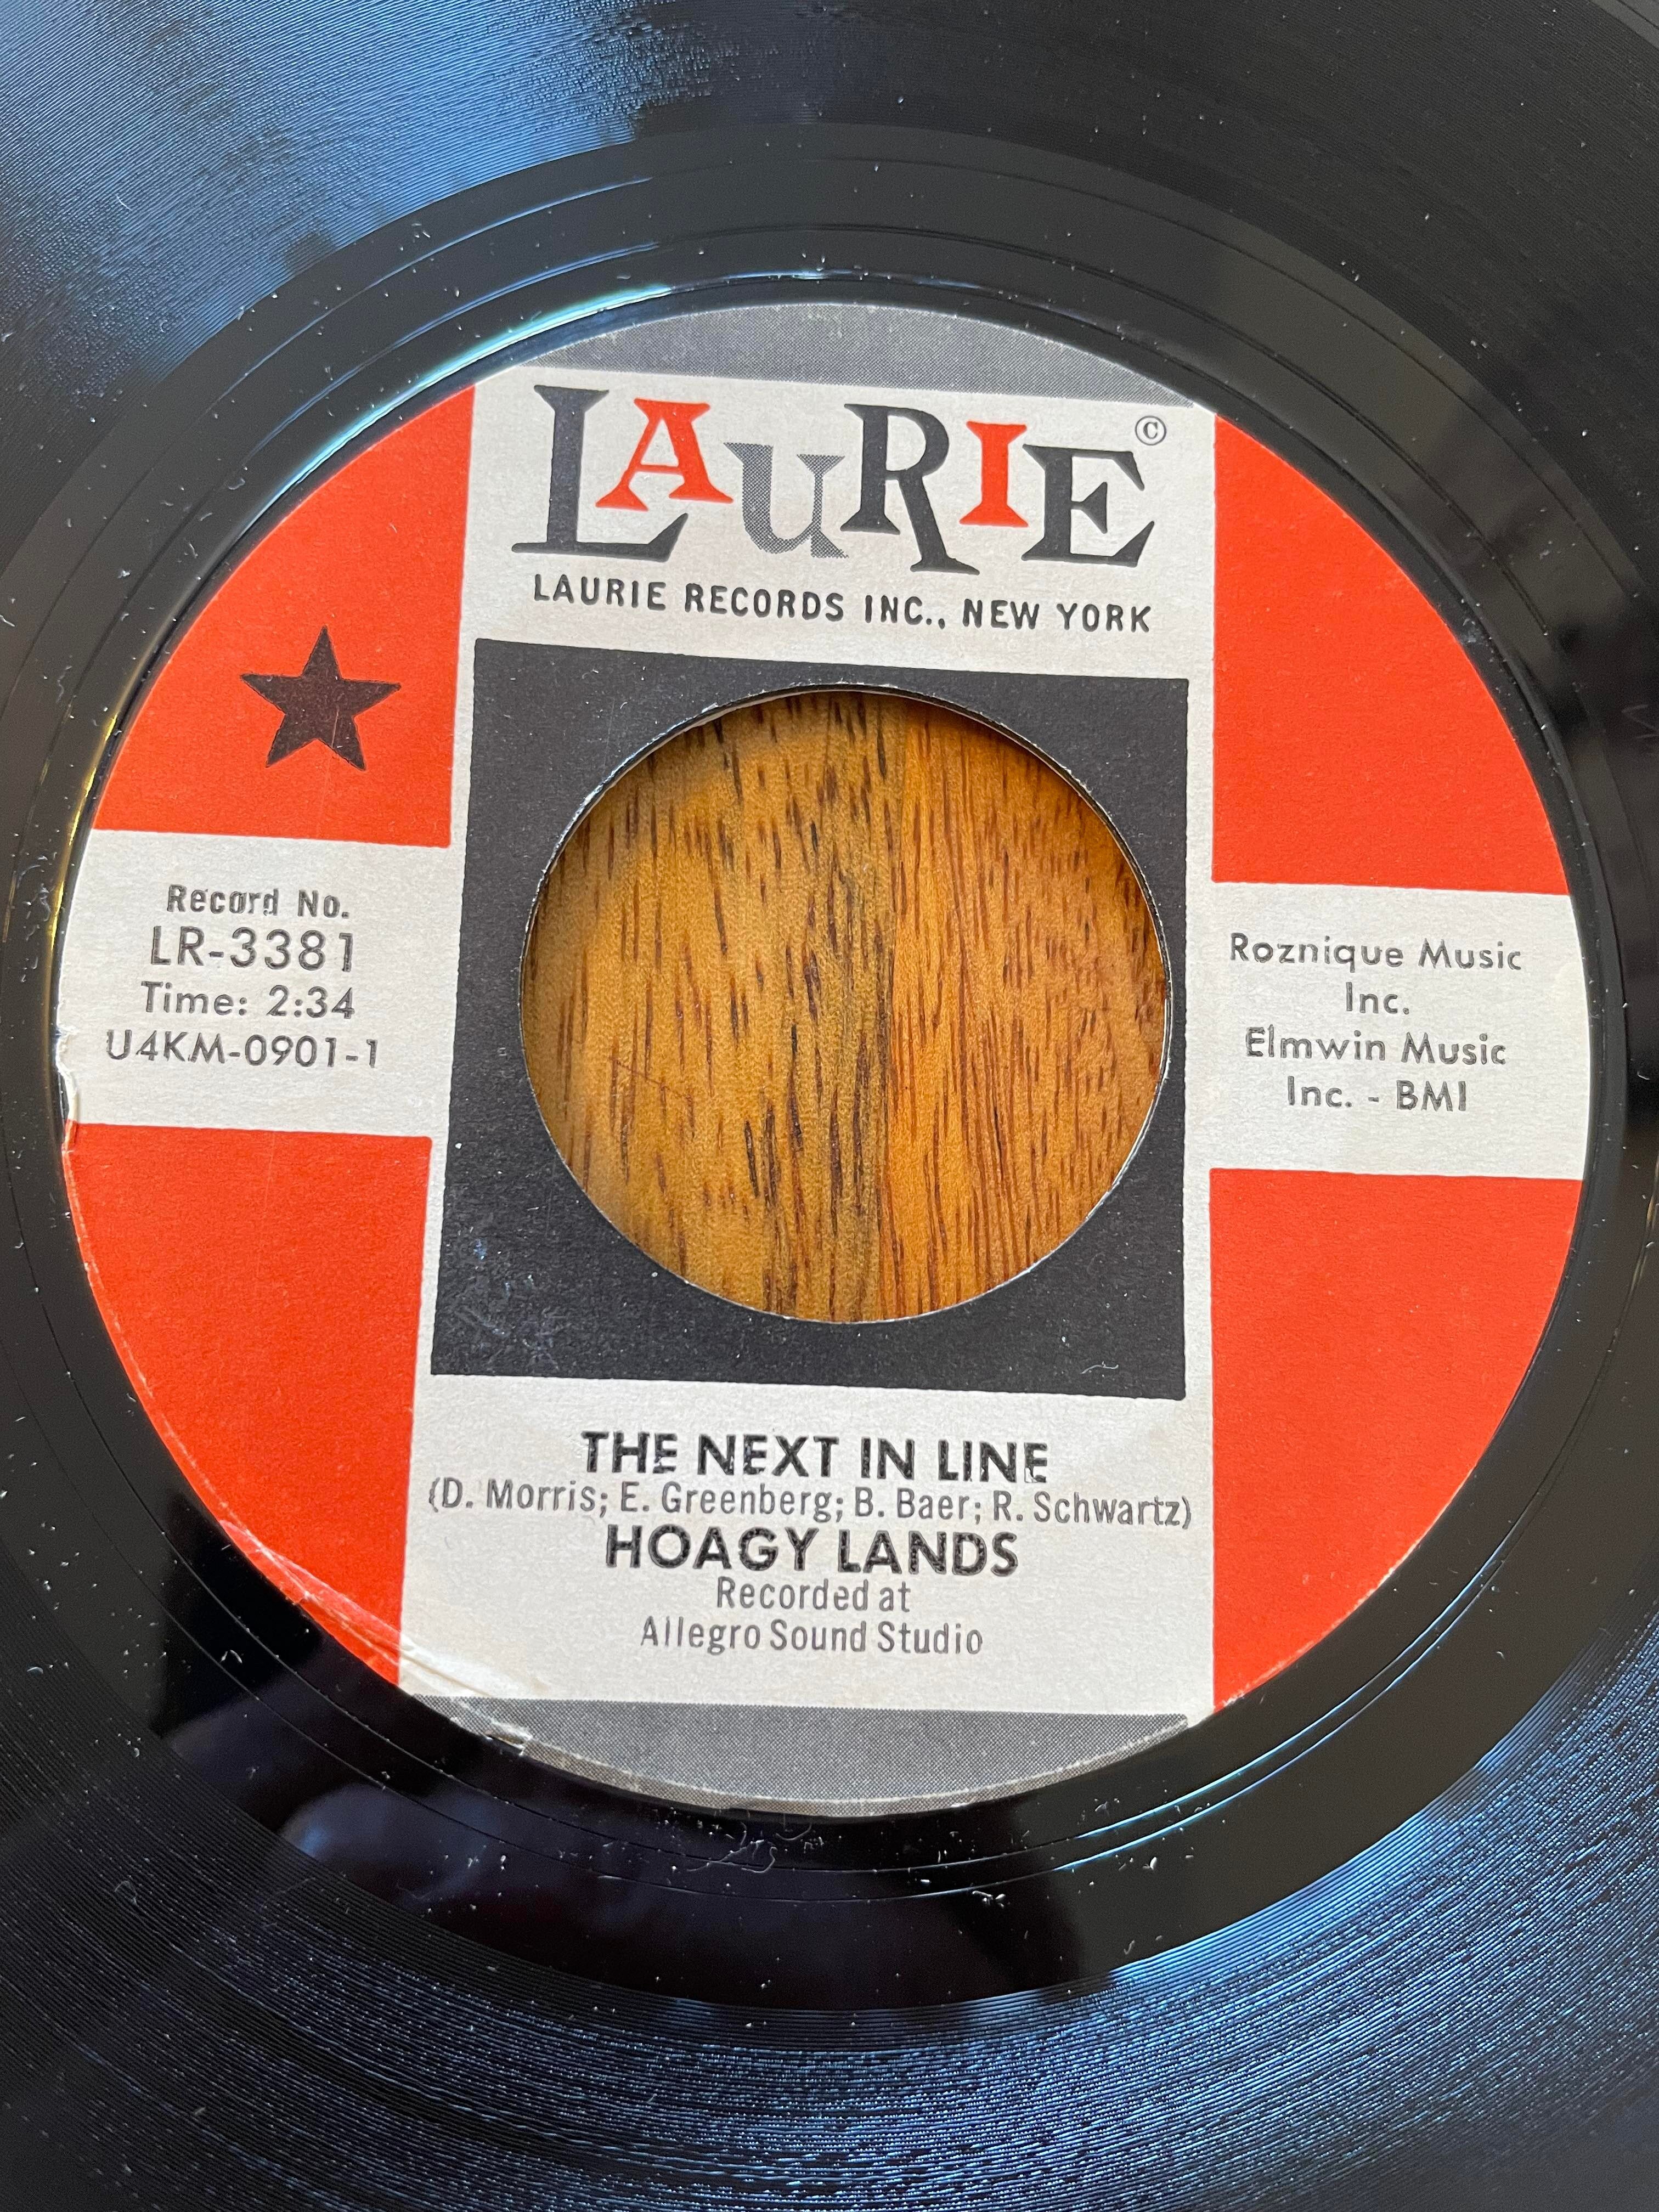 LAuRIE ©
LAURIE RECORDS INC., NEW YORK
Record No.
LR-3381
Time: 2:34
U4KM-0901-1
Roznique Music
Inc.
Elmwin Music
Inc. - BMI
THE NEXT IN LINE
(D. Morris; E. Greenberg; B. Baer; R. Schwartz)
HOAGY LANDS
Recorded at
Allegro Sound Studio